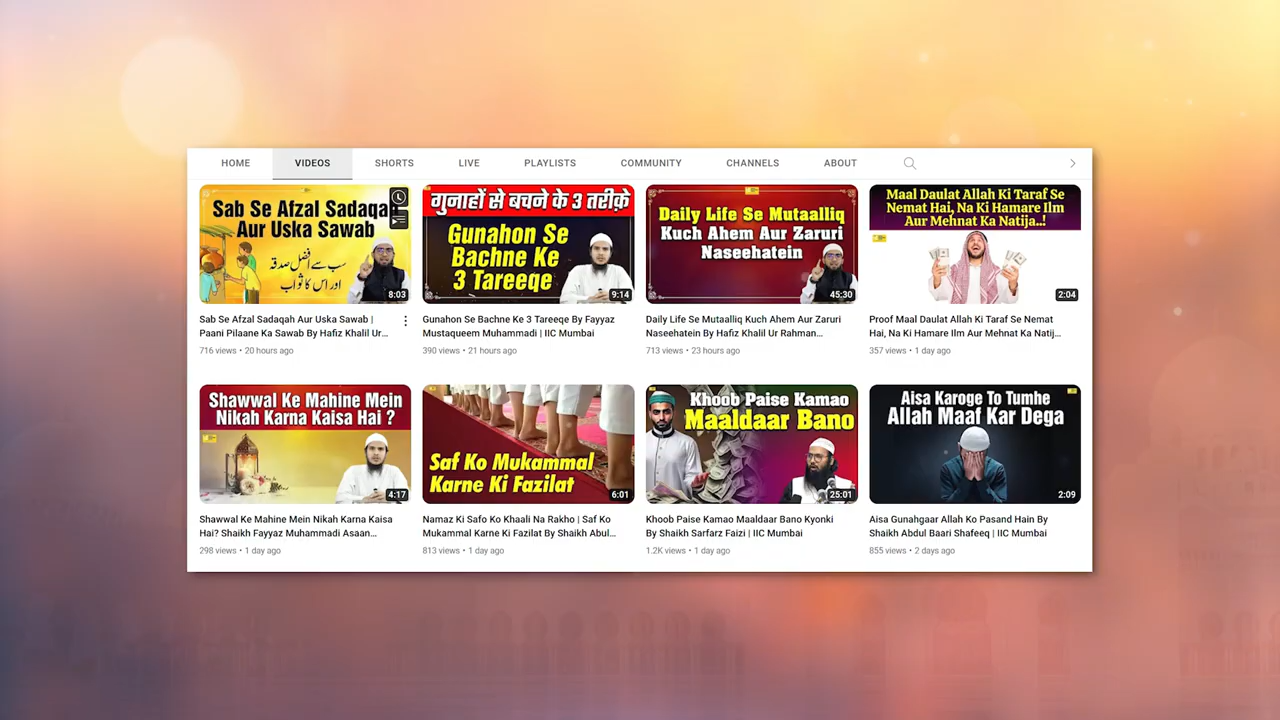 HOME VIDEOS SHORTS LIVE PLAYLISTS COMMUNITY CHANNELS ABOUT
Sab Se Afzal Sadaqa
Aur Uska Sawab
سب سے افضل صدقہ
اور اس کا ثواب
8:03
गुनाहों से बचने के 3 तरीक़े
Gunahon Se
Bachne Ke
3 Tareeqe
9:14
Daily Life Se Mutaalliq
Kuch Ahem Aur Zaruri
Naseehatein
45:30
Maal Daulat Allah Ki Taraf Se
Nemat Hai, Na Ki Hamare Ilm
Aur Mehnat Ka Natija..!
2:04
Sab Se Afzal Sadaqah Aur Uska Sawab |
Paani Pilaane Ka Sawab By Hafiz Khalil Ur...
716 views • 20 hours ago
Gunahon Se Bachne Ke 3 Tareeqe By Fayyaz
Mustaqueem Muhammadi | IIC Mumbai
390 views • 21 hours ago
Daily Life Se Mutaalliq Kuch Ahem Aur Zaruri
Naseehatein By Hafiz Khalil Ur Rahman...
713 views • 23 hours ago
Proof Maal Daulat Allah Ki Taraf Se Nemat
Hai, Na Ki Hamare Ilm Aur Mehnat Ka Natij...
357 views • 1 day ago
Shawwal Ke Mahine Mein
Nikah Karna Kaisa Hai ?
4:17
Saf Ko Mukammal
Karne Ki Fazilat
6:01
Khoob Paise Kamao
Maaldaar Bano
25:01
Aisa Karoge To Tumhe
Allah Maaf Kar Dega
2:09
Shawwal Ke Mahine Mein Nikah Karna Kaisa
Hai? Shaikh Fayyaz Muhammadi Asaan...
298 views • 1 day ago
Namaz Ki Safo Ko Khaali Na Rakho | Saf Ko
Mukammal Karne Ki Fazilat By Shaikh Abul...
813 views • 1 day ago
Khoob Paise Kamao Maaldaar Bano Kyonki
By Shaikh Sarfarz Faizi | IIC Mumbai
1.2K views • 1 day ago
Aisa Gunahgaar Allah Ko Pasand Hain By
Shaikh Abdul Baari Shafeeq | IIC Mumbai
855 views • 2 days ago